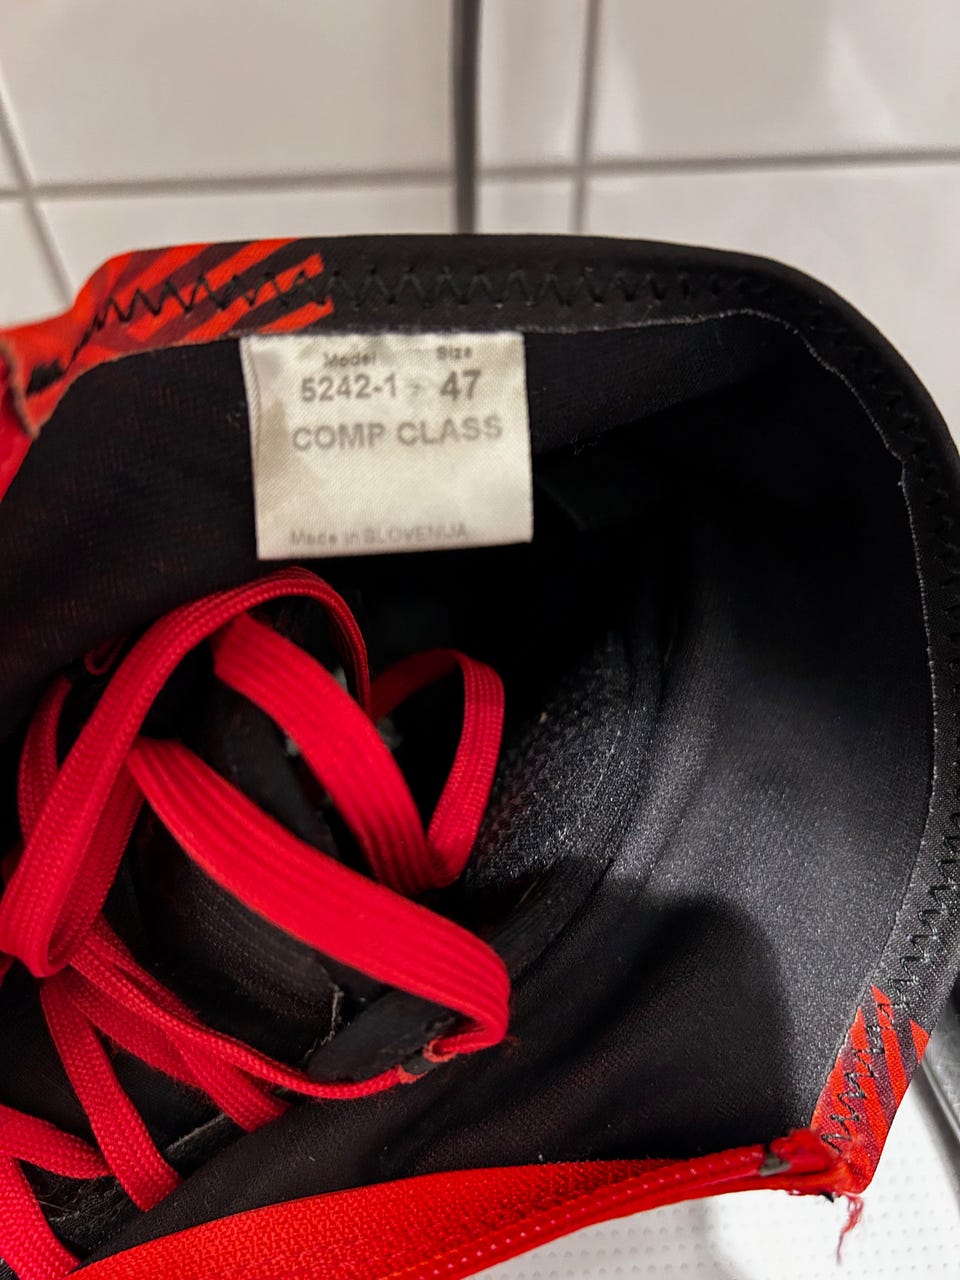 Model Size
5242-1 47
COMP CLASS
Made in SLOVENIJA